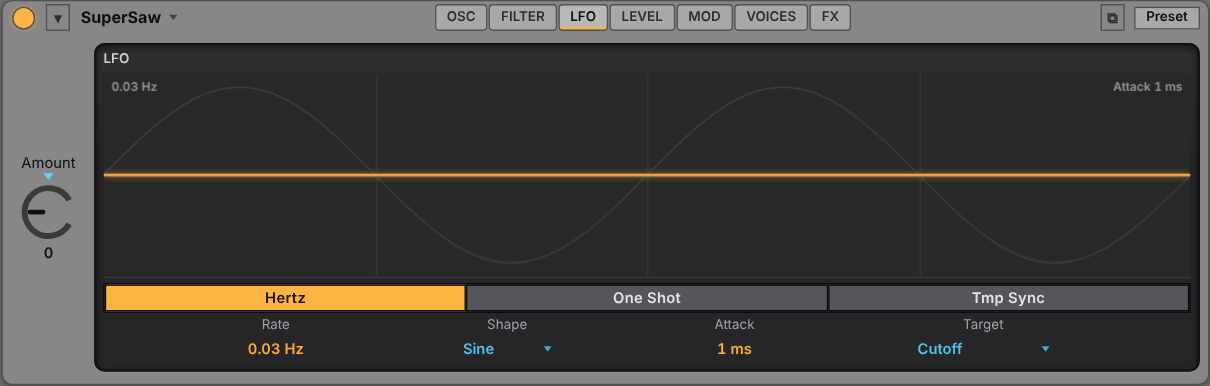 SuperSaw OSC FILTER LFO LEVEL MOD VOICES FX Preset
LFO
0.03 Hz Attack 1 ms
Amount
0
Hertz One Shot Tmp Sync
Rate Shape Attack Target
0.03 Hz Sine 1 ms Cutoff